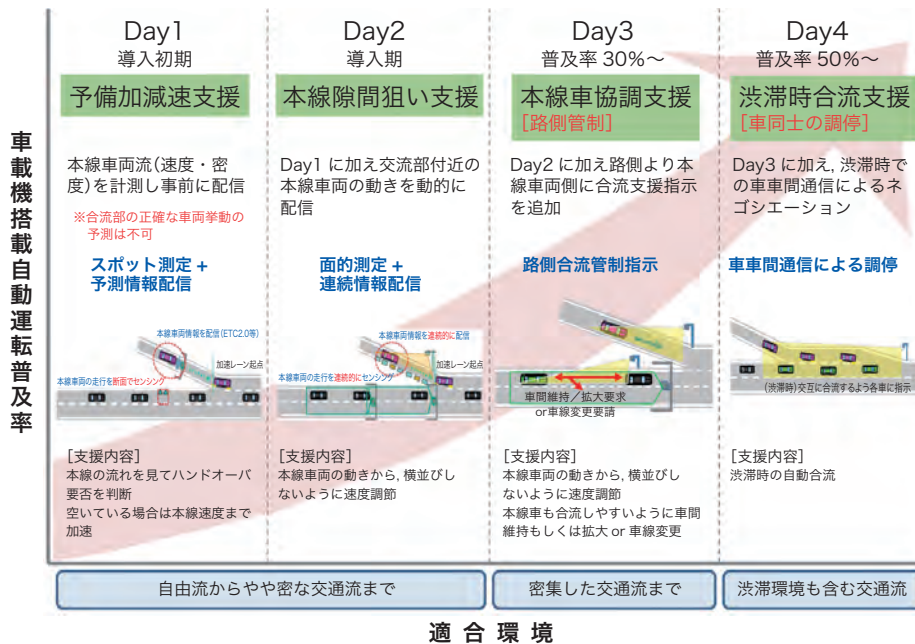 Day1
導入初期
予備加減速支援
本線車両流(速度・密
度)を計測し事前に配信
※合流部の正確な車両挙動の
予測は不可
スポット測定 +
予測情報配信
本線車両情報を配信(ETC2.0等)
加速レーン起点
本線車両の走行を断面でセンシング
[支援内容]
本線の流れを見てハンドオーバ
要否を判断
空いている場合は本線速度まで
加速
Day2
導入期
本線隙間狙い支援
Day1 に加え交流部付近の
本線車両の動きを動的に
配信
面的測定 +
連続情報配信
本線車両情報を連続的に配信
加速レーン起点
本線車両の走行を連続的にセンシング
[支援内容]
本線車両の動きから, 横並びし
ないように速度調節
Day3
普及率 30%～
本線車協調支援
[路側管制]
Day2 に加え路側より本
線車両側に合流支援指示
を追加
路側合流管制指示
車間維持／拡大要求
or車線変更要請
[支援内容]
本線車両の動きから, 横並びし
ないように速度調節
本線車も合流しやすいように車間
維持もしくは拡大 or 車線変更
Day4
普及率 50%～
渋滞時合流支援
[車同士の調停]
Day3 に加え, 渋滞時で
の車車間通信によるネ
ゴシエーション
車車間通信による調停
(渋滞時)交互に合流するよう各車に指示
[支援内容]
渋滞時の自動合流
車載機搭載自動運転普及率
自由流からやや密な交通流まで
密集した交通流まで
渋滞環境も含む交通流
適合環境